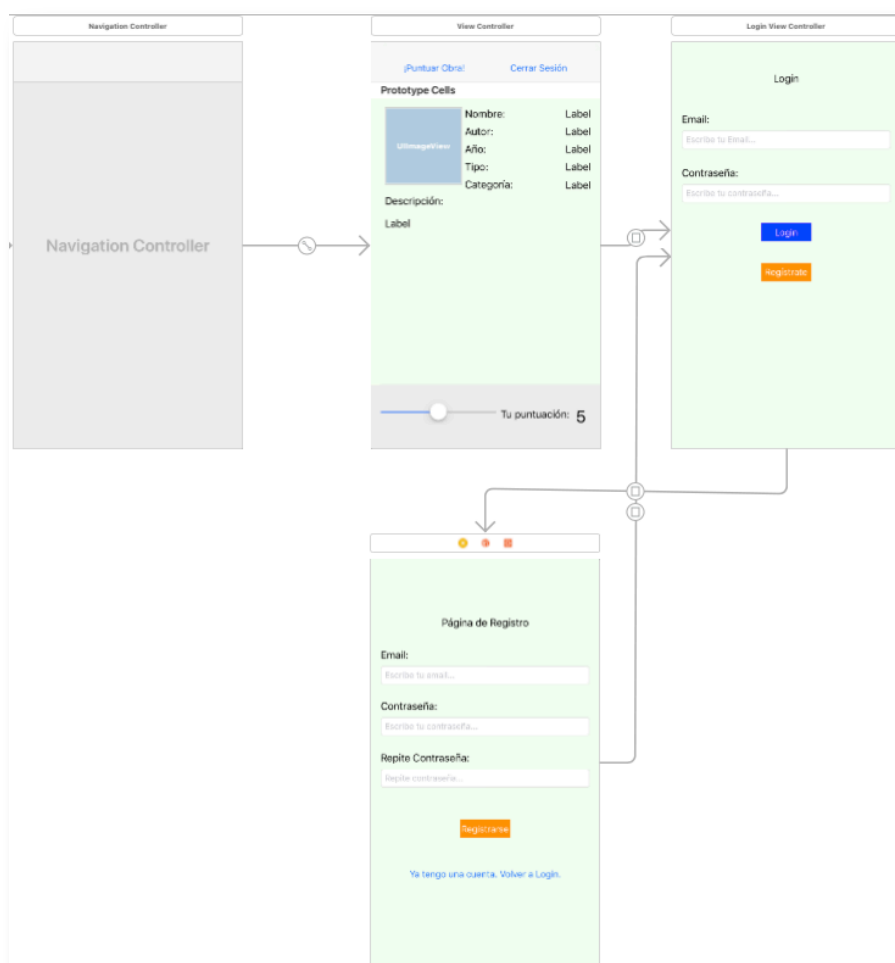 Navigation Controller
Navigation Controller
View Controller
¡Puntuar Obra!
Cerrar Sesión
Prototype Cells
UIImageView
Nombre:
Label
Autor:
Label
Año:
Label
Tipo:
Label
Categoría:
Label
Descripción:
Label
Tu puntuación:
5
Login View Controller
Login
Email:
Escribe tu Email...
Contraseña:
Escribe tu contraseña...
Login
Regístrate
Página de Registro
Email:
Escribe tu email...
Contraseña:
Escribe tu contraseña...
Repite Contraseña:
Repite contraseña...
Registrarse
Ya tengo una cuenta. Volver a Login.